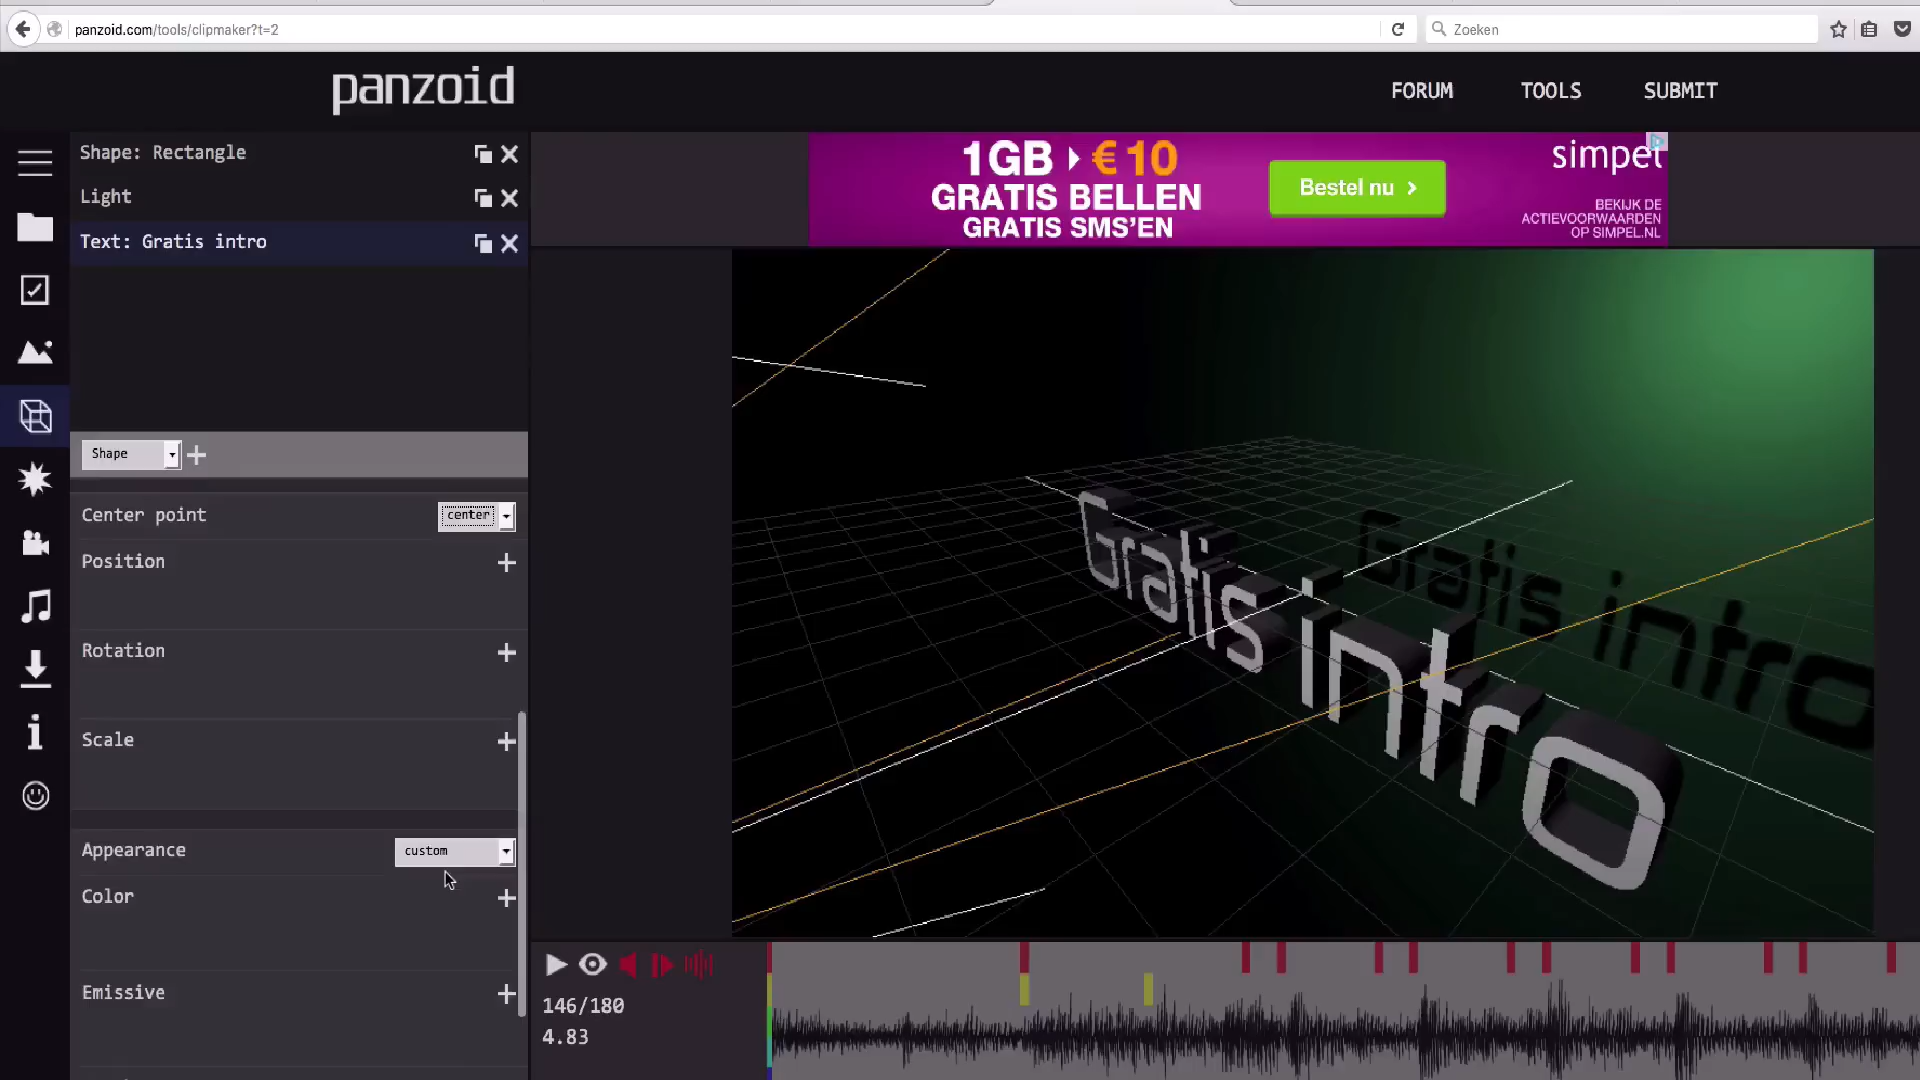 panzoid.com/tools/clipmaker?t=2
Zoeken
panzoid
FORUM
TOOLS
SUBMIT
Shape: Rectangle
Light
Text: Gratis intro
1GB € 10
GRATIS BELLEN
GRATIS SMS'EN
Bestel nu
simpel
BEKIJK DE
ACTIEVOORWAARDEN
OP SIMPEL.NL
Shape
Center point
center
Position
Rotation
Scale
Appearance
custom
Color
Emissive
Gratis intro
Gratis intro
146/180
4.83